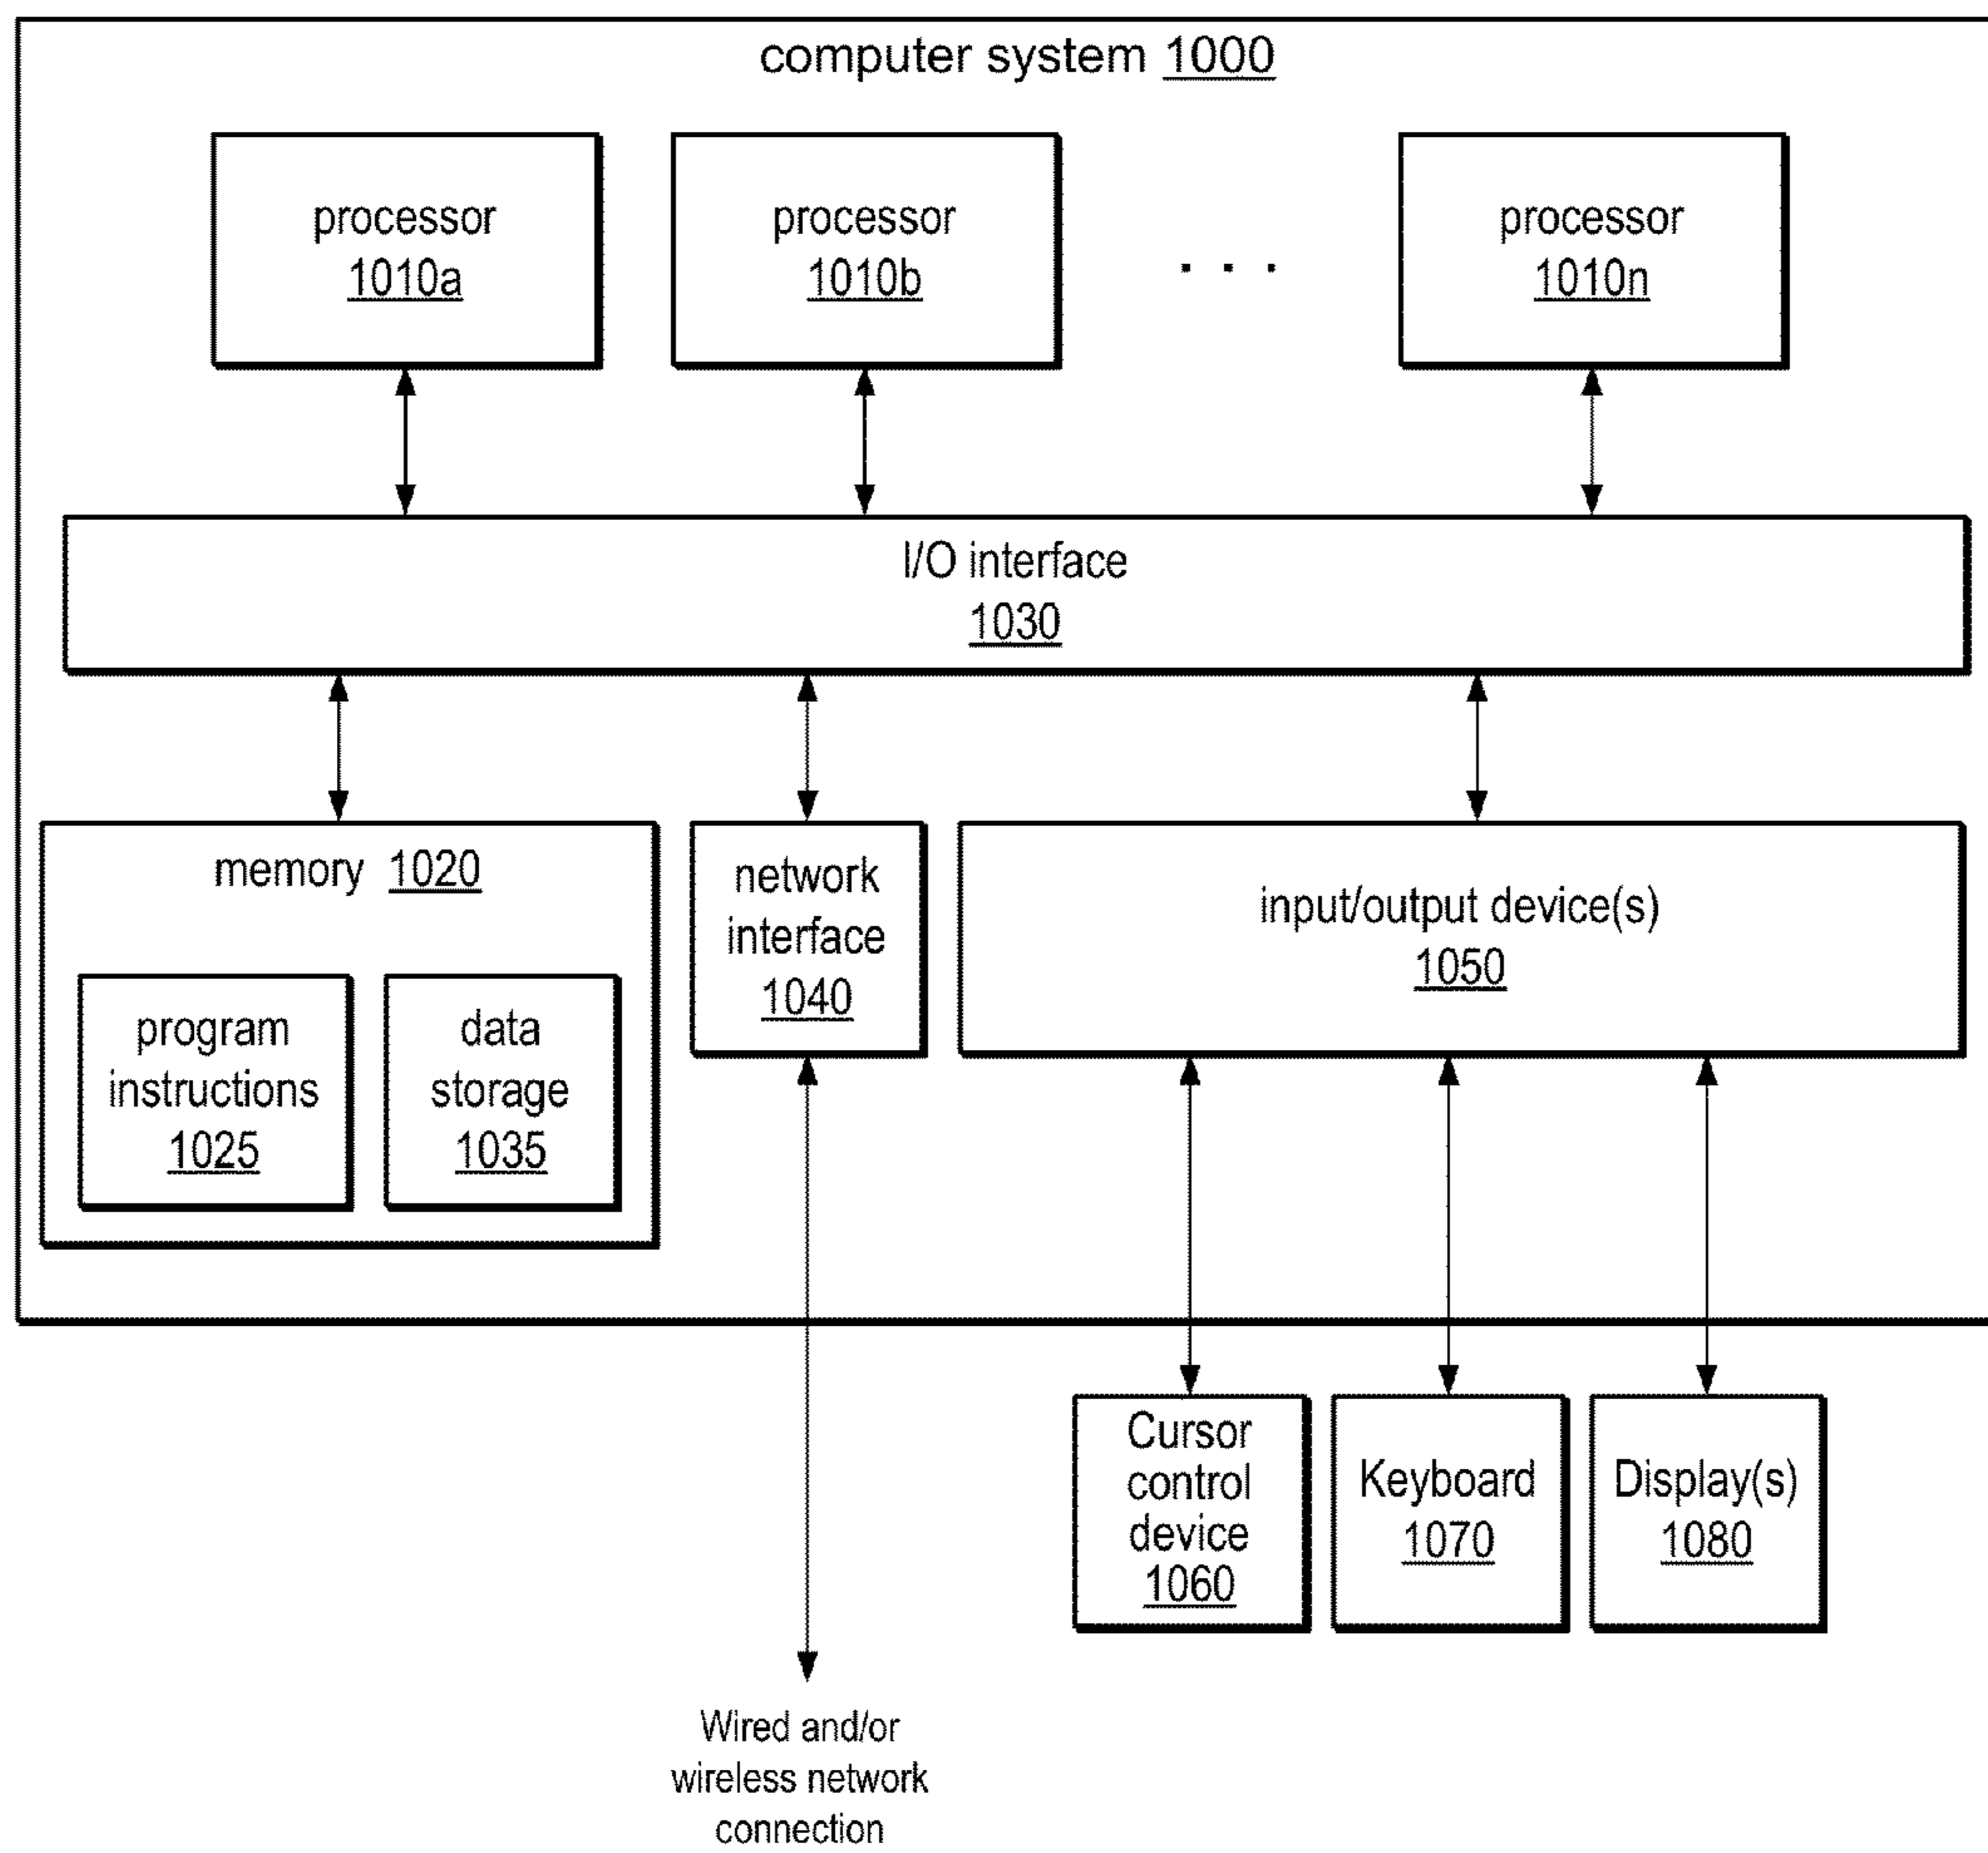 computer system 1000
processor
1010a
processor
1010b
. . .
processor
1010n
I/O interface
1030
memory 1020
program
instructions
1025
data
storage
1035
network
interface
1040
input/output device(s)
1050
Cursor
control
device
1060
Keyboard
1070
Display(s)
1080
Wired and/or
wireless network
connection